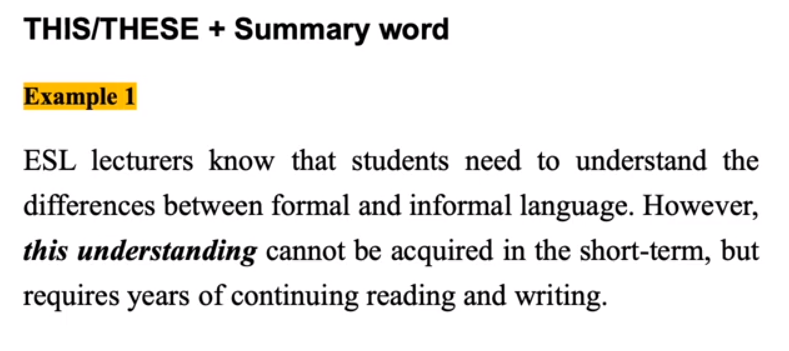 THIS/THESE + Summary word
Example 1
ESL lecturers know that students need to understand the
differences between formal and informal language. However,
this understanding cannot be acquired in the short-term, but
requires years of continuing reading and writing.